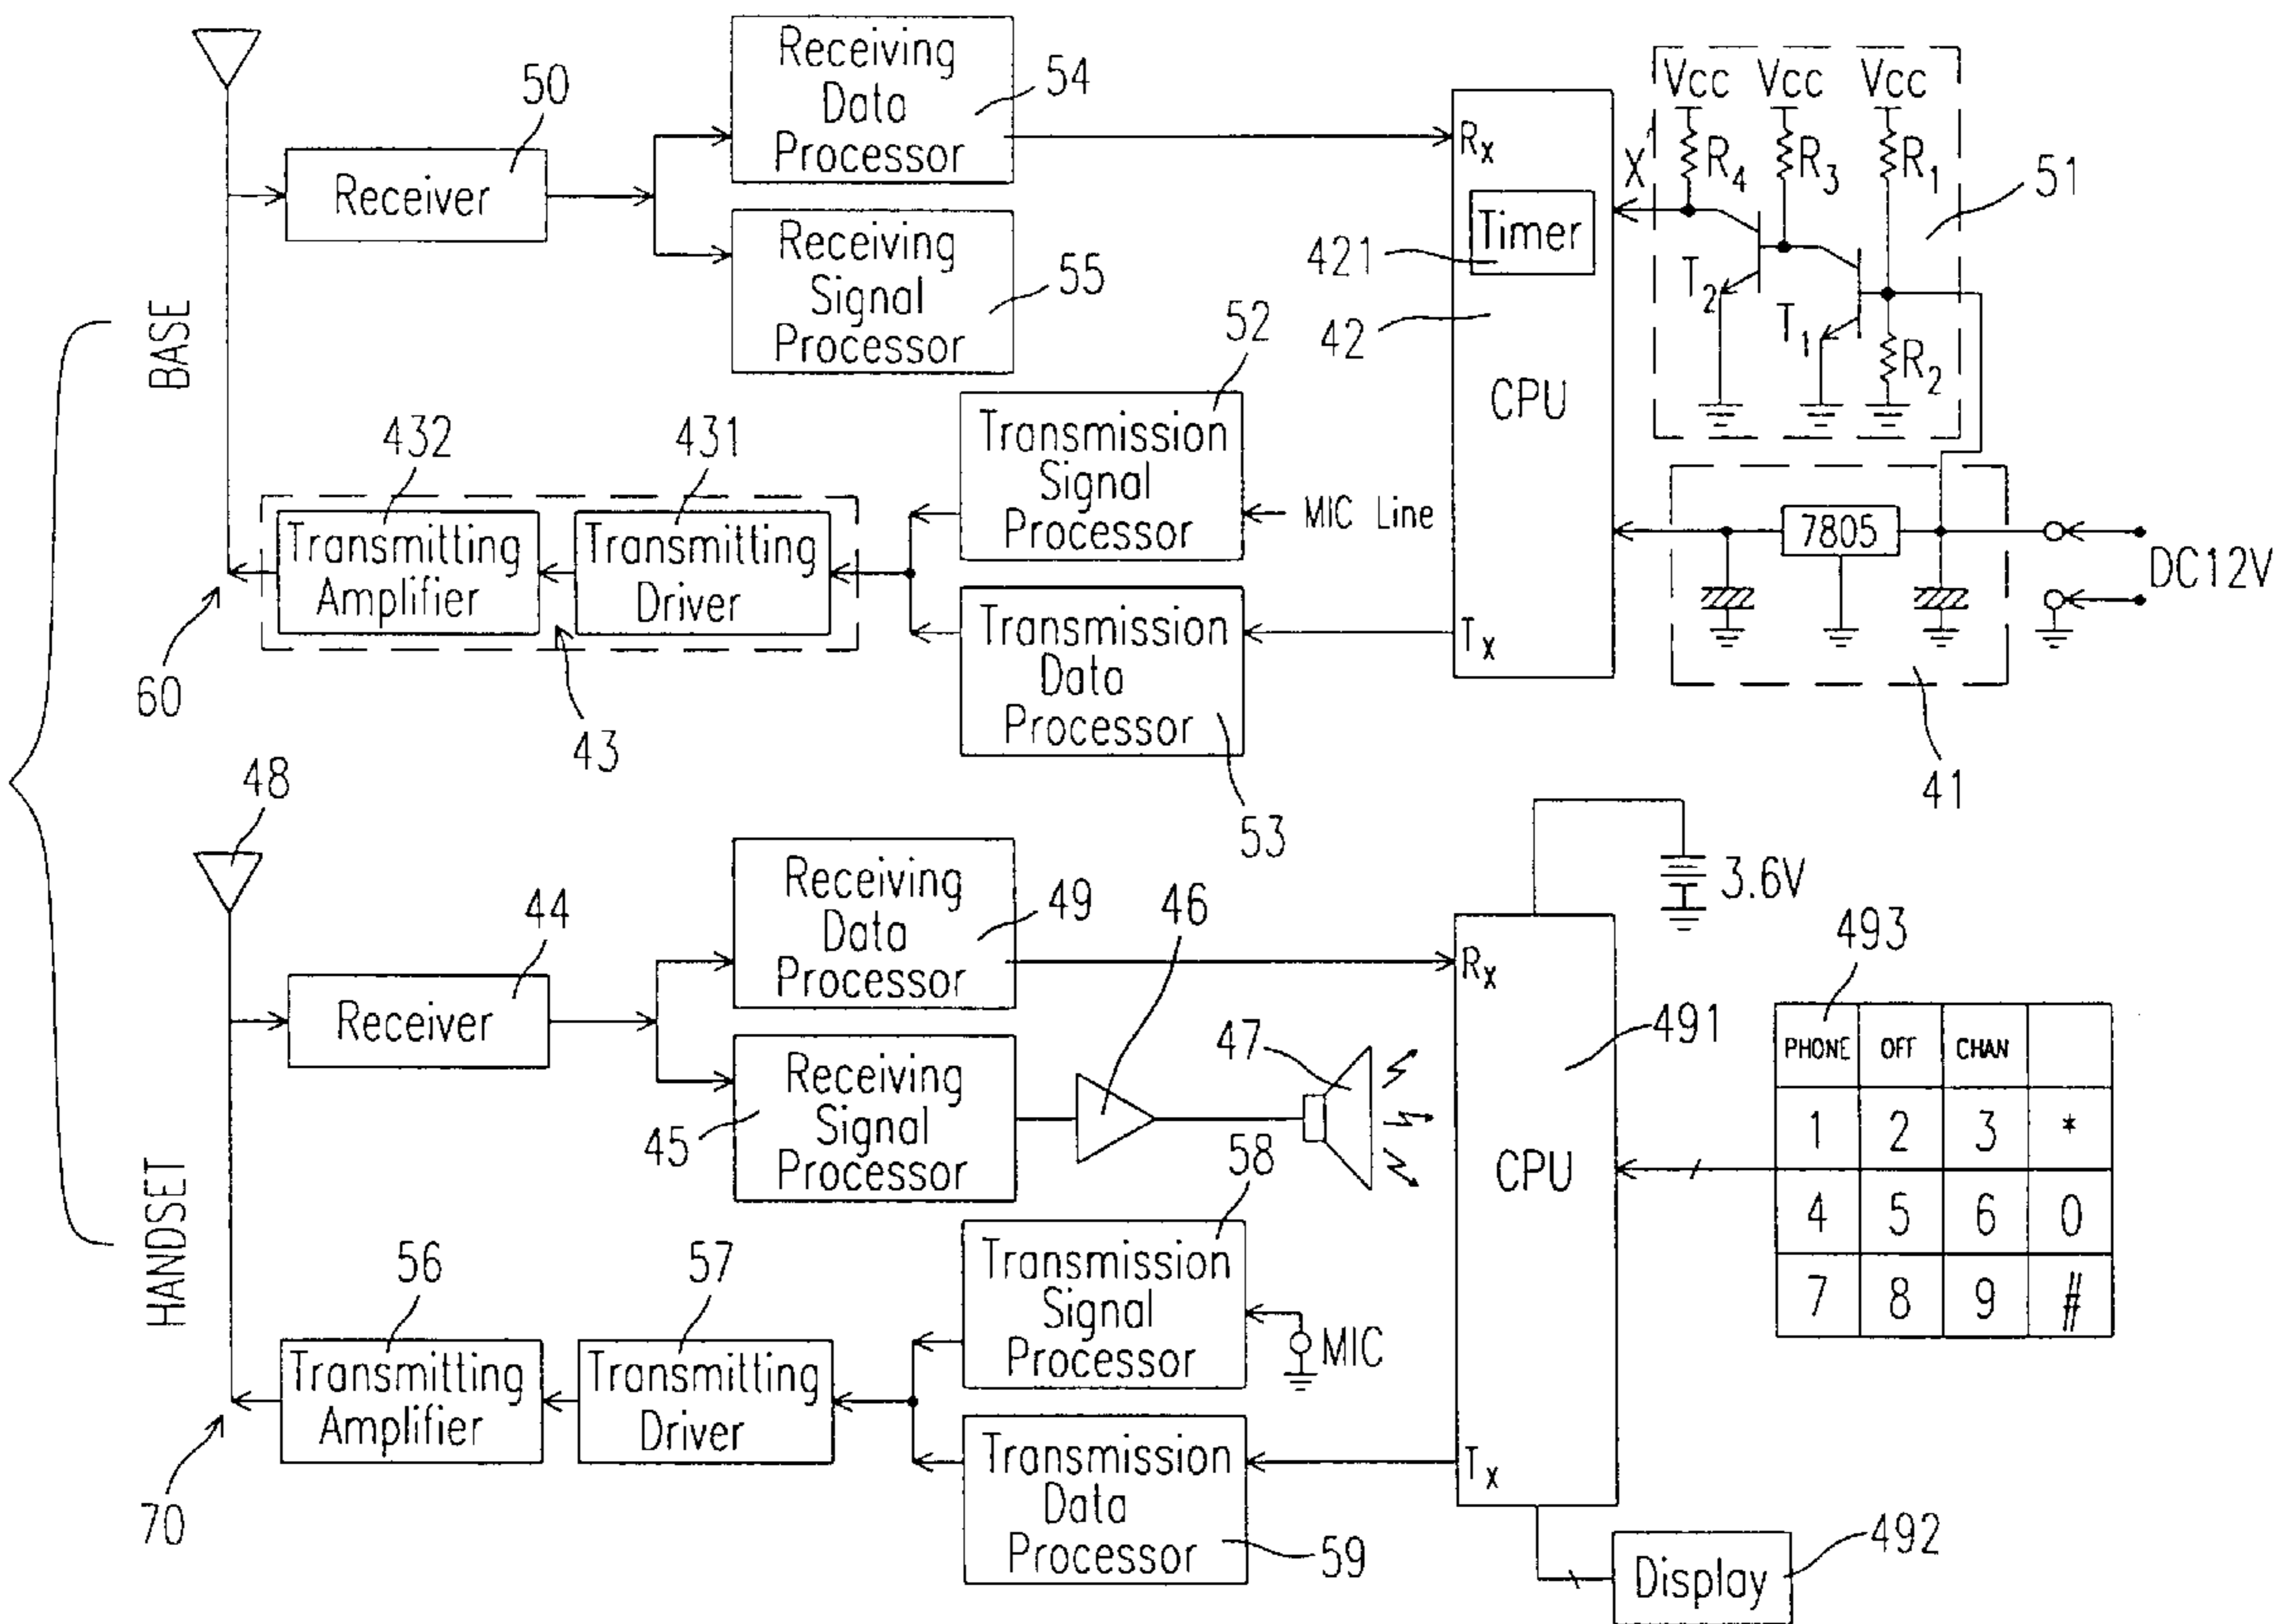 BASE
60
50
Receiver
Receiving
Data
Processor
54
Receiving
Signal
Processor
55
432
Transmitting
Amplifier
431
Transmitting
Driver
43
52
Transmission
Signal
Processor
MIC Line
Transmission
Data
Processor
53
Rx
Timer
421
42
CPU
Tx
X
Vcc Vcc Vcc
R4 R3 R1
51
T2
T1
R2
7805
DC12V
41
HANDSET
70
48
44
Receiver
Receiving
Data
Processor
49
46
47
45
Receiving
Signal
Processor
56
Transmitting
Amplifier
57
Transmitting
Driver
58
Transmission
Signal
Processor
MIC
Transmission
Data
Processor
59
3.6V
Rx
491
CPU
Tx
493
PHONE OFF CHAN
1 2 3 *
4 5 6 0
7 8 9 #
492
Display